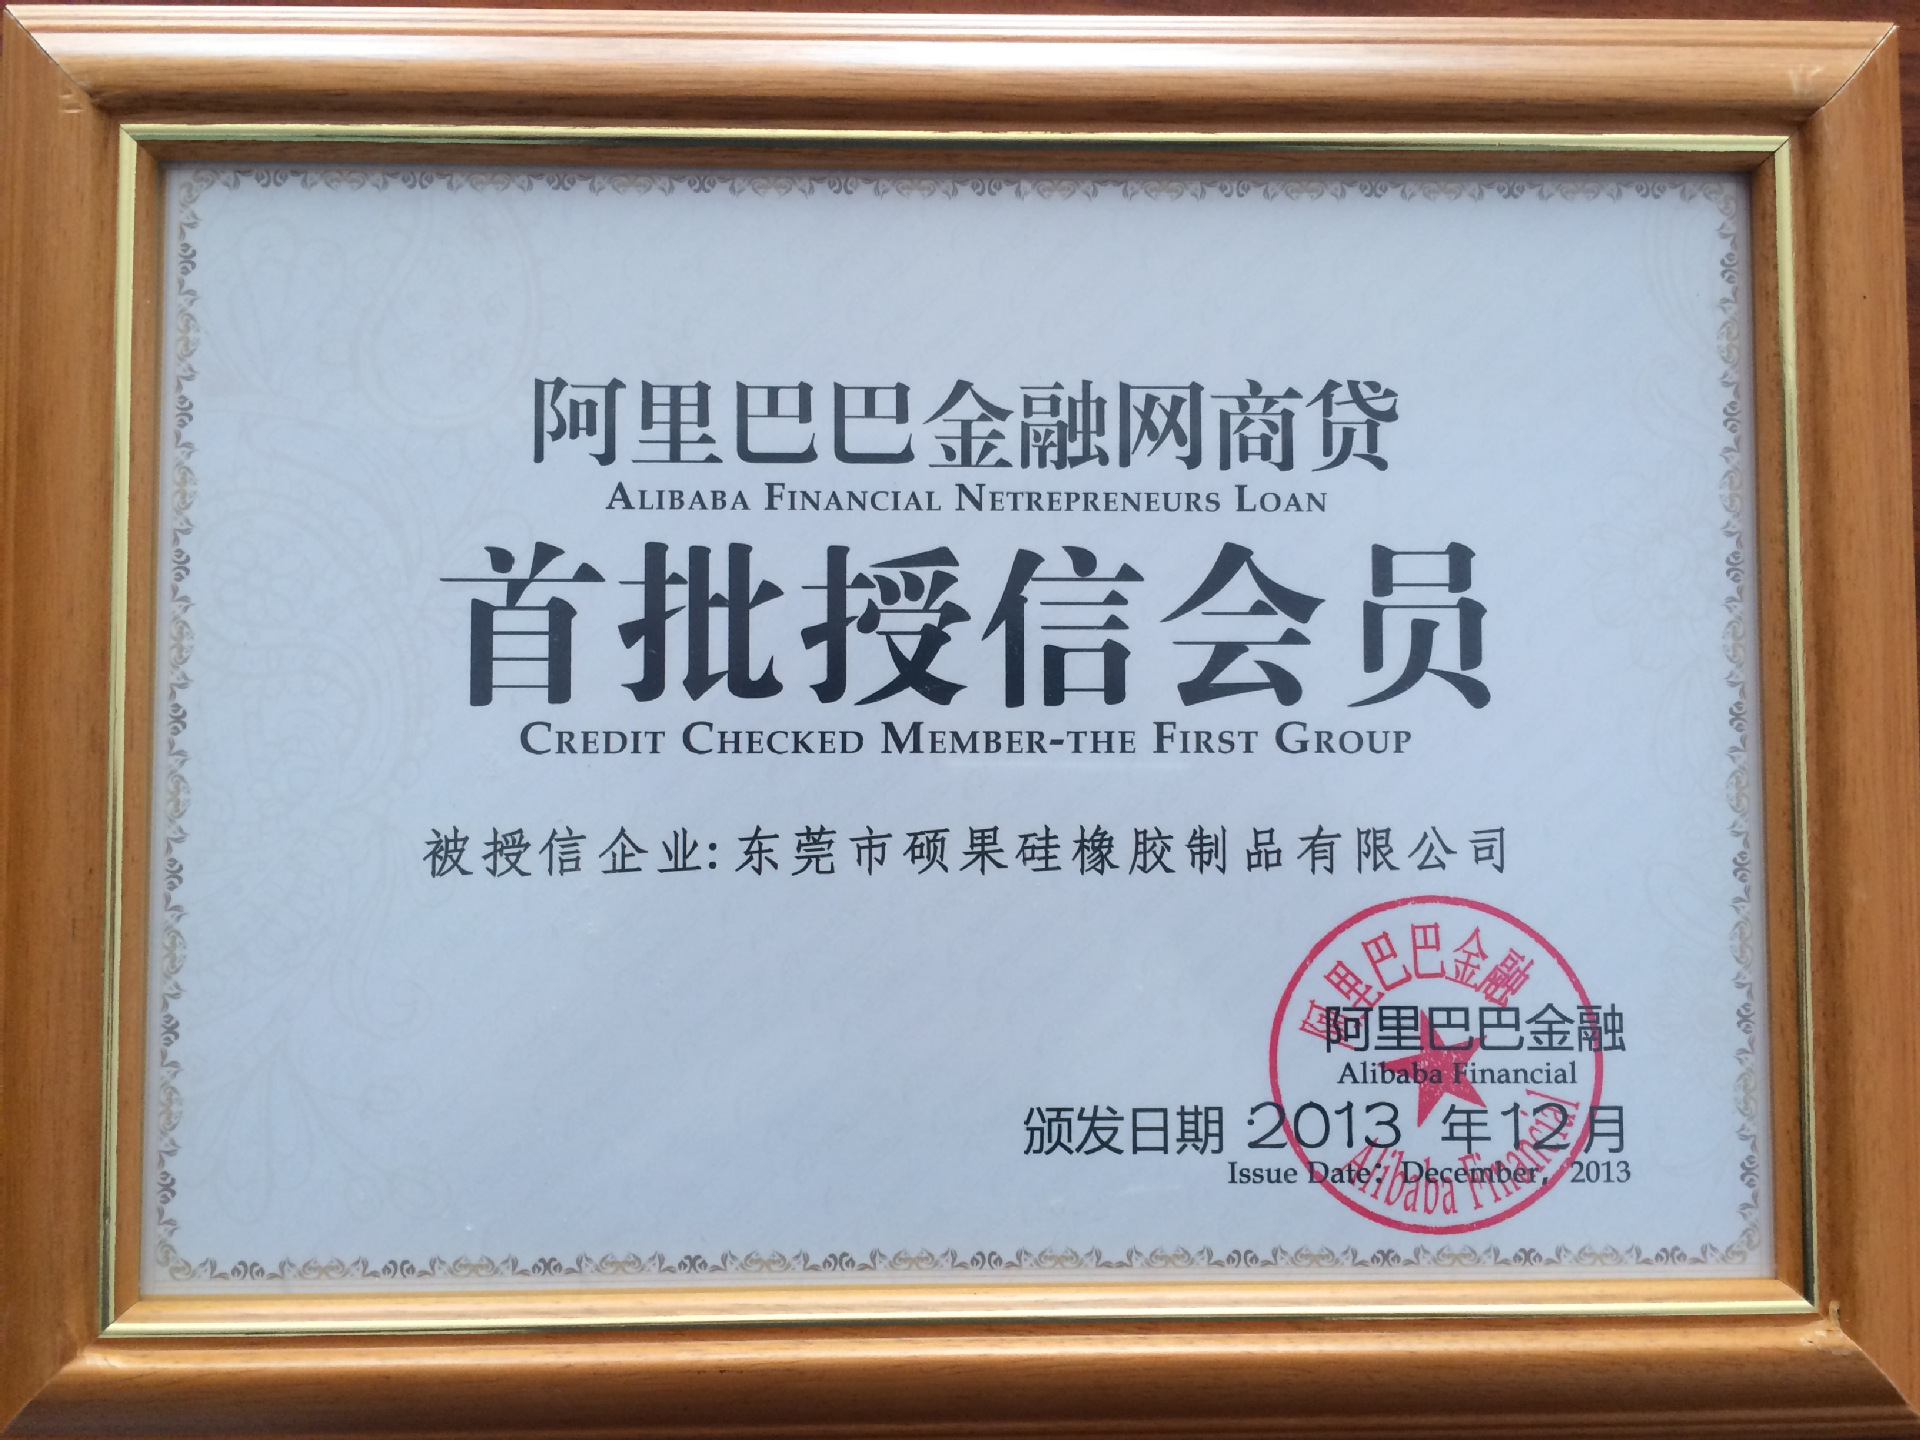 阿里巴巴金融网商贷
ALIBABA FINANCIAL NETREPRENEURS LOAN
首批授信会员
CREDIT CHECKED MEMBER-THE FIRST GROUP
被授信企业:东莞市硕果硅橡胶制品有限公司
阿里巴巴金融
阿里巴巴金融
Alibaba Financial
颁发日期 2013 年12月
Issue Date: December, 2013
Alibaba Financial